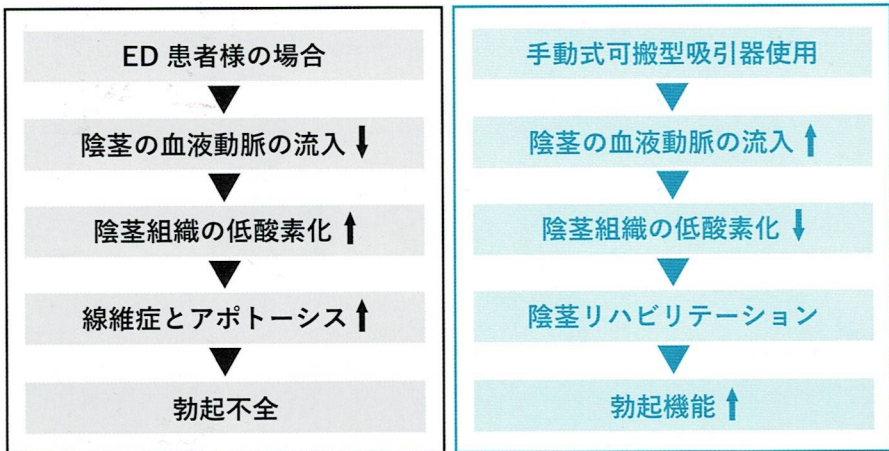 ED 患者様の場合
陰茎の血液動脈の流入⬇
陰茎組織の低酸素化⬆
線維症とアポトーシス⬆
勃起不全
手動式可搬型吸引器使用
陰茎の血液動脈の流入⬆
陰茎組織の低酸素化⬇
陰茎リハビリテーション
勃起機能⬆